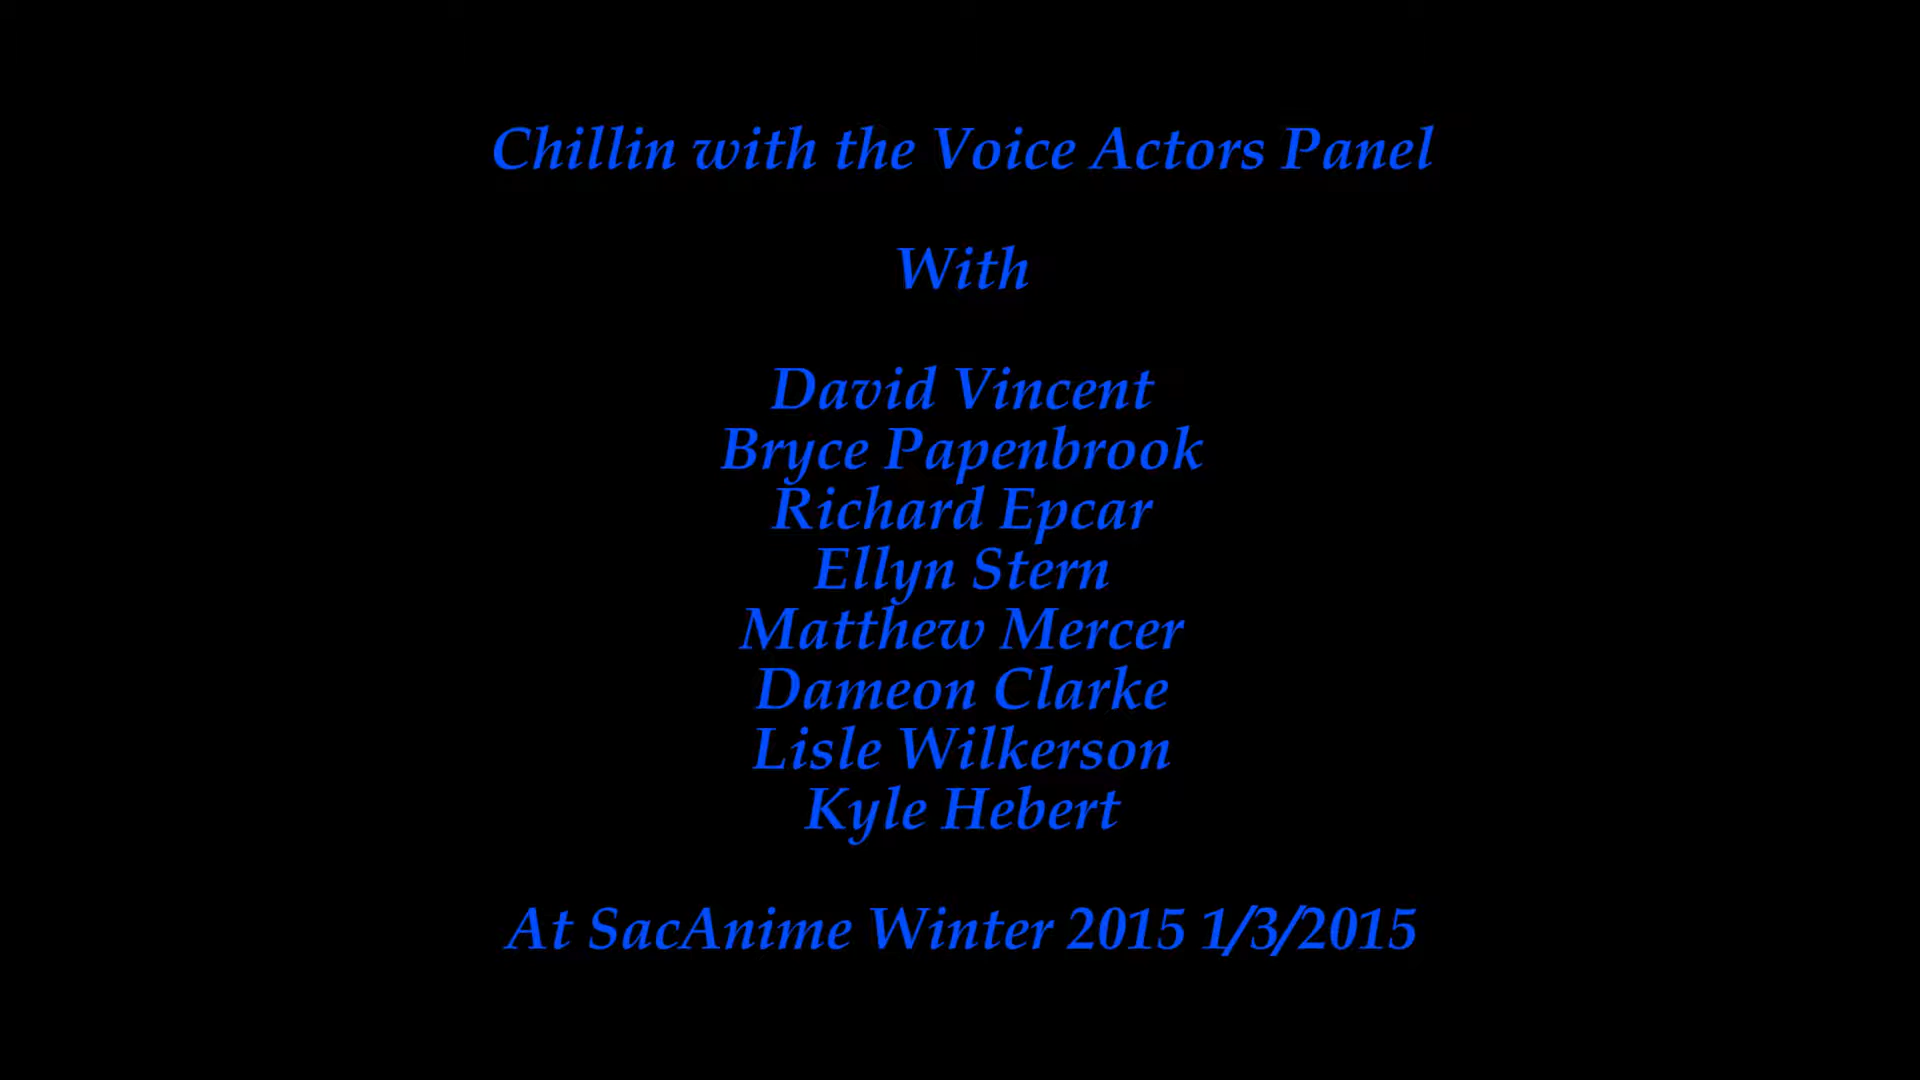 Chillin with the Voice Actors Panel
With
David Vincent
Bryce Papenbrook
Richard Epcar
Ellyn Stern
Matthew Mercer
Dameon Clarke
Lisle Wilkerson
Kyle Hebert
At SacAnime Winter 2015 1/3/2015